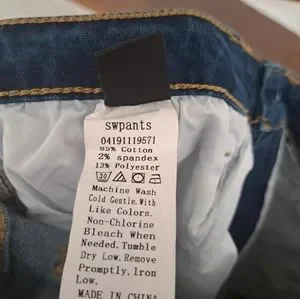 swpants
04191119571
85% Cotton
2% spandex
13% Polyester
30
Machine Wash
Cold Gentle.With
Like Colors.
Non-Chlorine
Bleach When
Needed.Tumble
Dry Low.Remove
Promptly,Iron
Low.
MADE IN CHINA